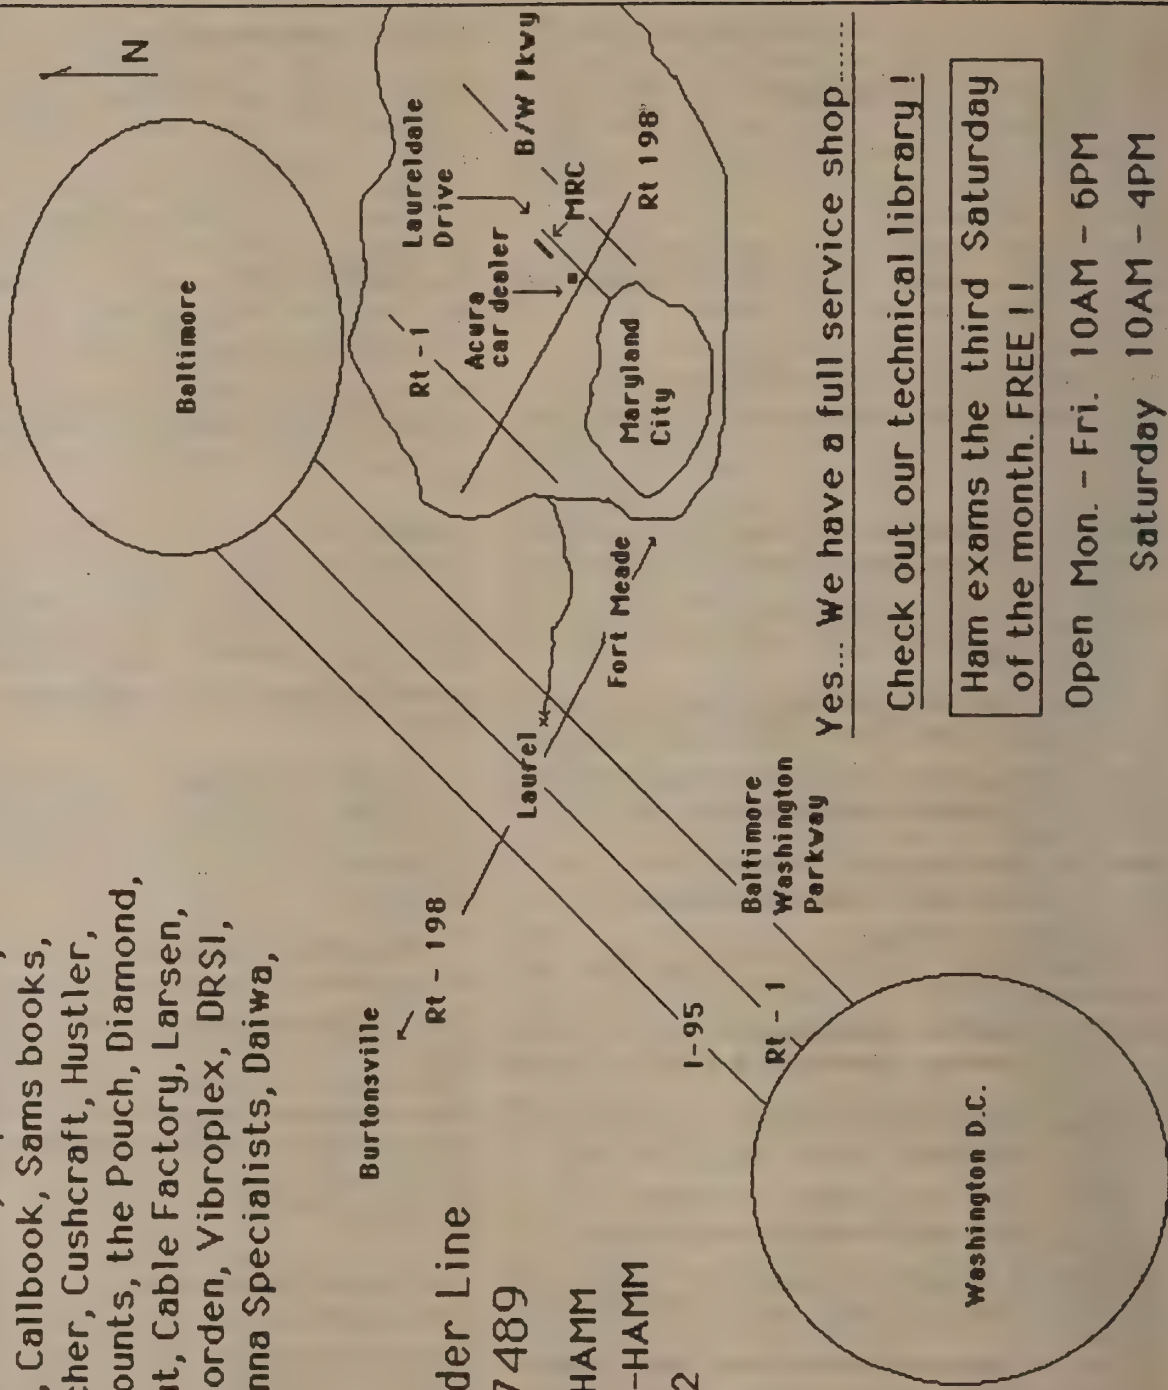 , Callbook, Sams books,
cher, Cushcraft, Hustler,
ounts, the Pouch, Diamond,
t, Cable Factory, Larsen,
orden, Vibroplex, DRSI,
nna Specialists, Daiwa,
der Line
7489
HAMM
-HAMM
2
N
Burtonsville
Rt - 198
Baltimore
Laurel
Fort Meade
I-95
Rt - 1
Baltimore
Washington
Parkway
Washington D.C.
Rt - 1
Laureldale
Drive
Acura
car dealer
B/W Pkwy
MRC
Rt 198
Maryland
City
Yes... We have a full service shop.......
Check out our technical library !
Ham exams the third Saturday
of the month. FREE ! !
Open Mon. - Fri. 10AM - 6PM
Saturday 10AM - 4PM